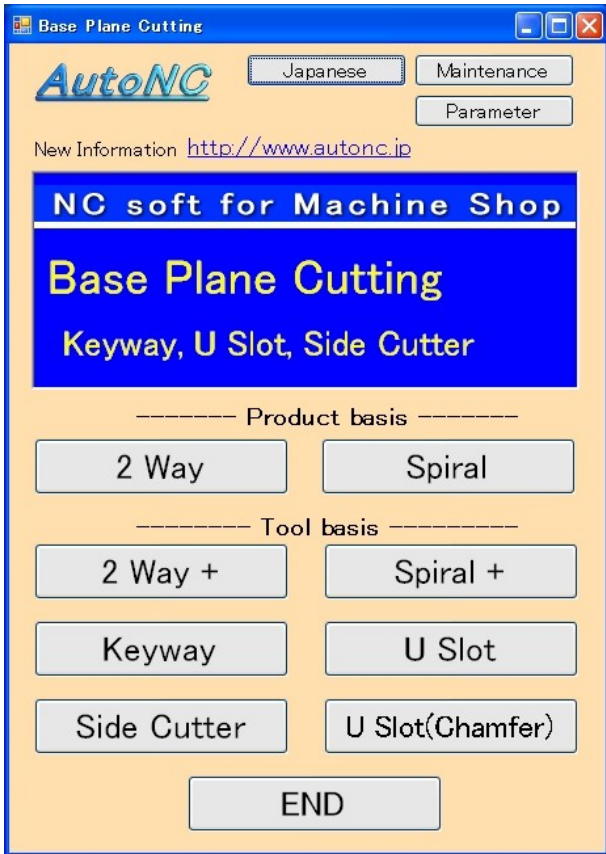 Base Plane Cutting
AutoNC
Japanese
Maintenance
Parameter
New Information http://www.autonc.jp
NC soft for Machine Shop
Base Plane Cutting
Keyway, U Slot, Side Cutter
------- Product basis -------
2 Way
Spiral
-------- Tool basis ---------
2 Way +
Spiral +
Keyway
U Slot
Side Cutter
U Slot(Chamfer)
END